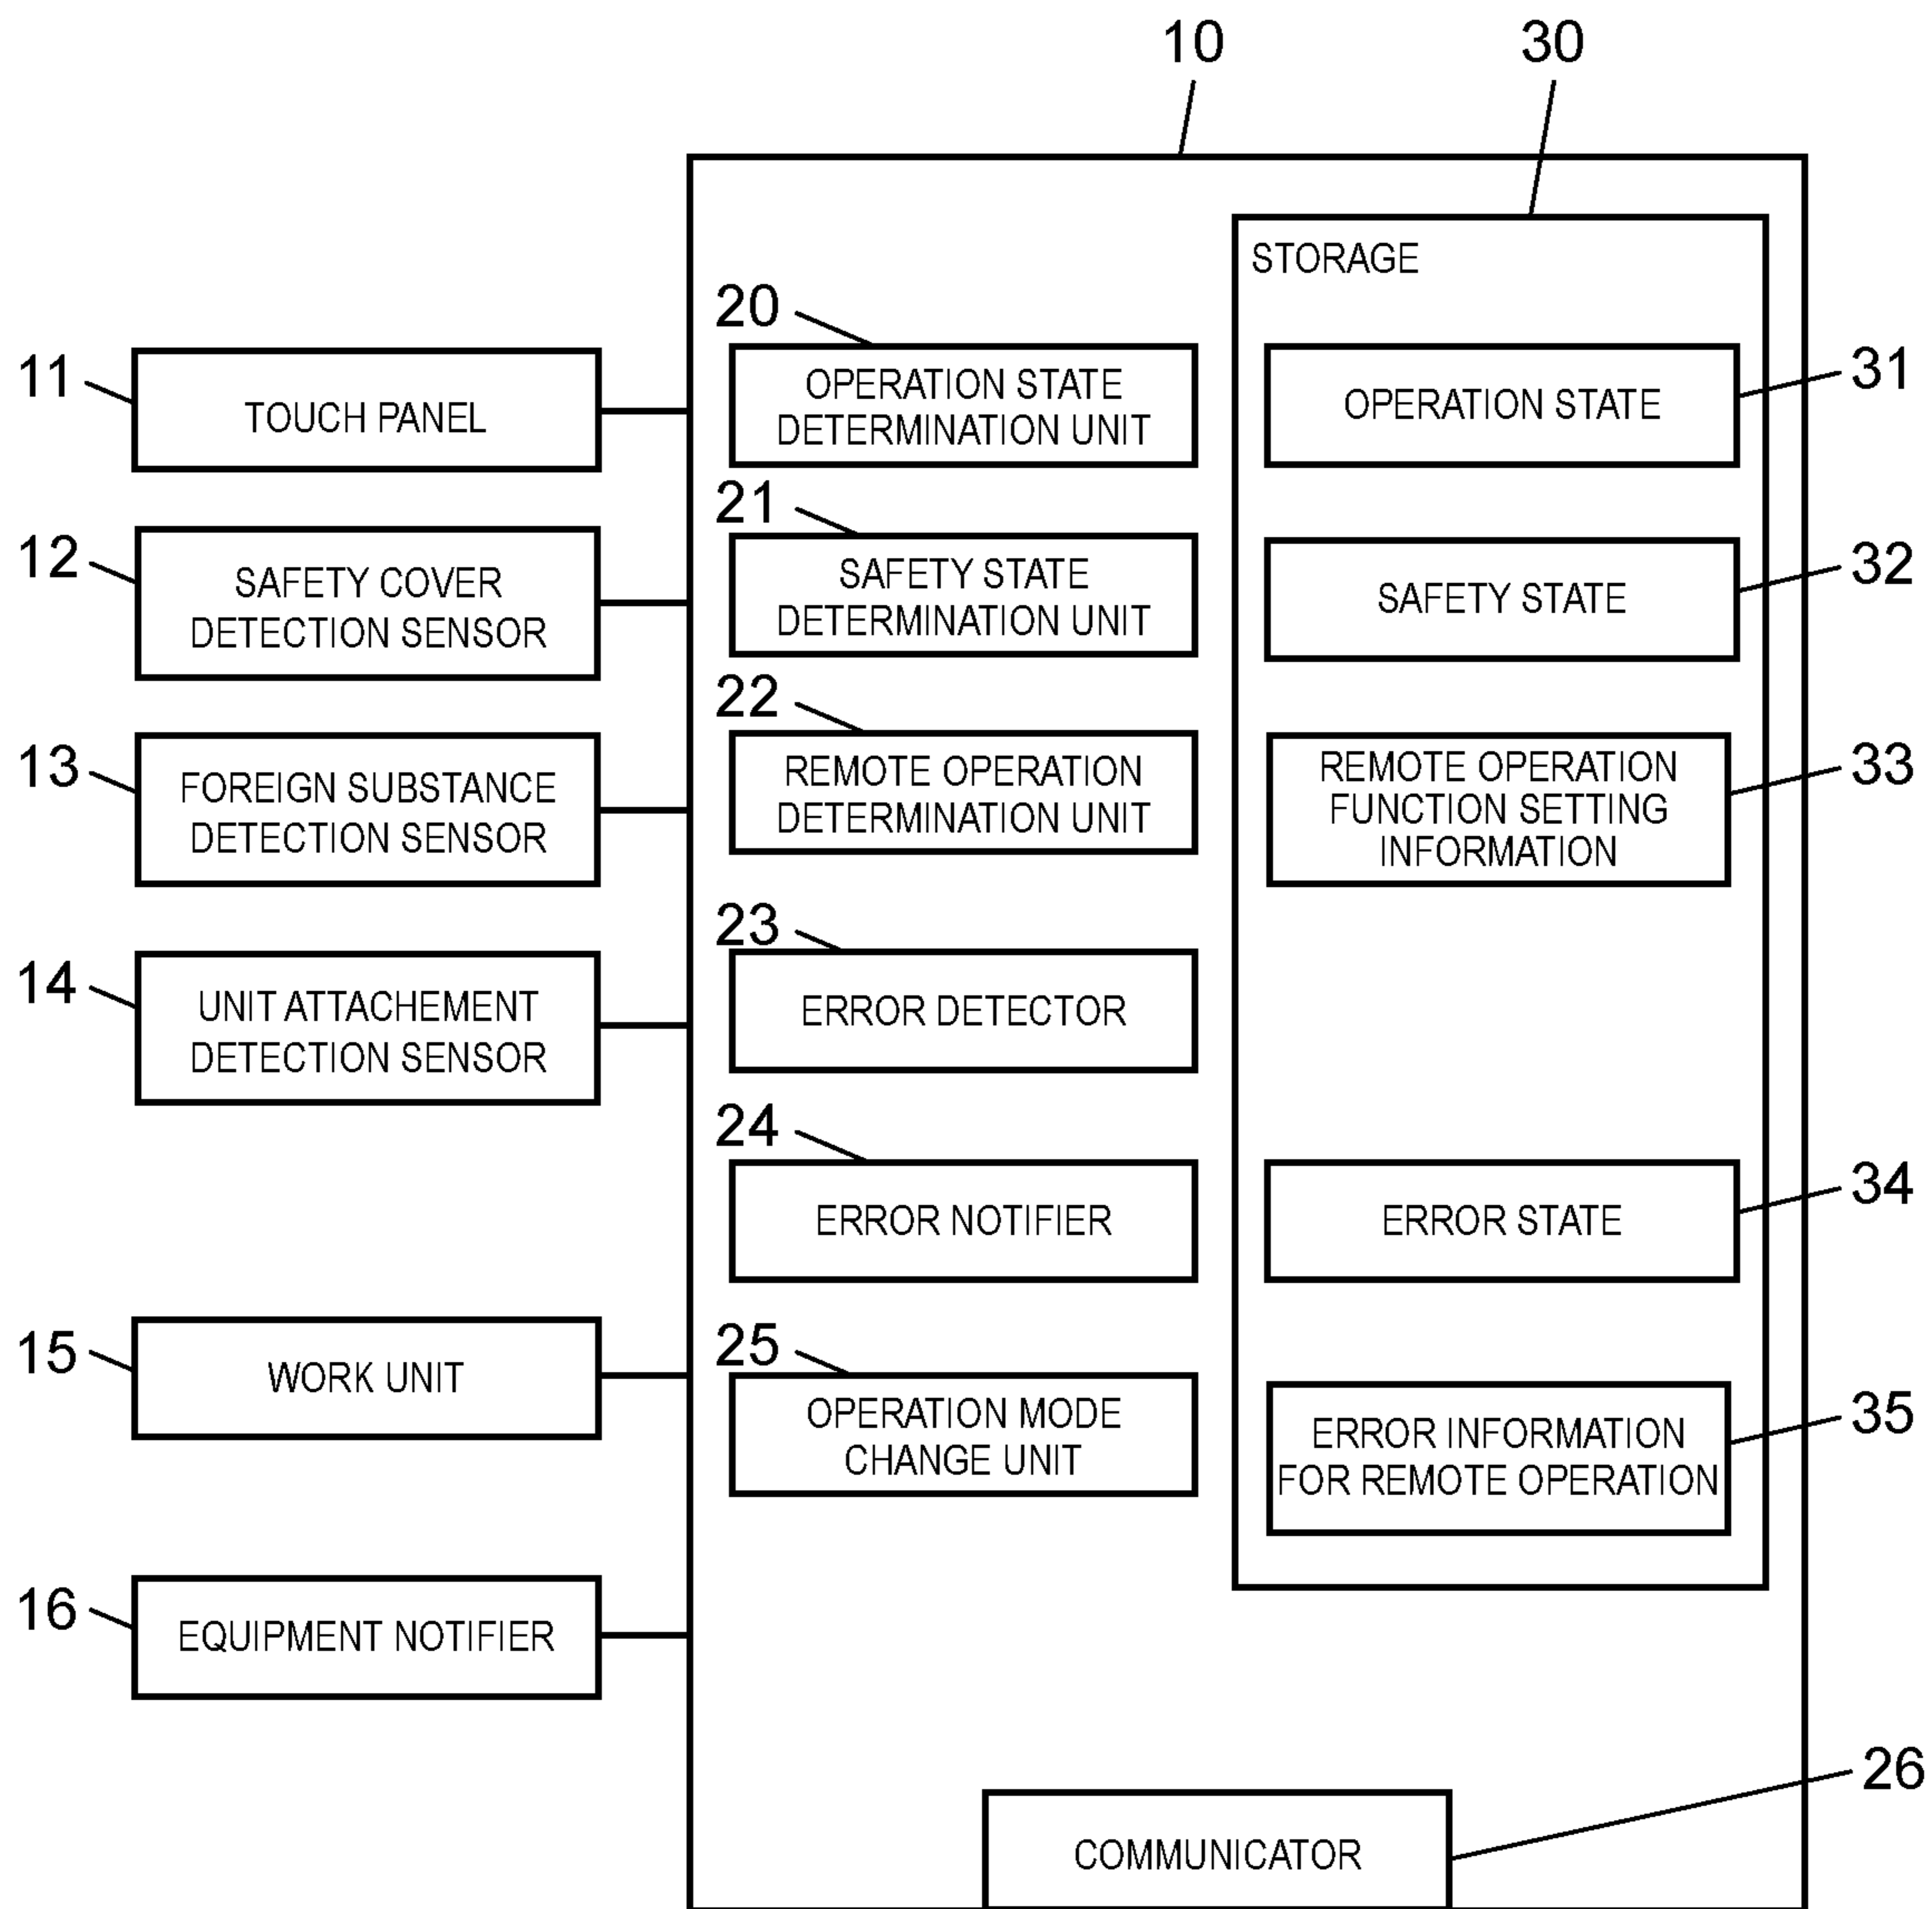 10
30
STORAGE
11
TOUCH PANEL
20
OPERATION STATE
DETERMINATION UNIT
OPERATION STATE
31
12
SAFETY COVER
DETECTION SENSOR
21
SAFETY STATE
DETERMINATION UNIT
SAFETY STATE
32
13
FOREIGN SUBSTANCE
DETECTION SENSOR
22
REMOTE OPERATION
DETERMINATION UNIT
REMOTE OPERATION
FUNCTION SETTING
INFORMATION
33
14
UNIT ATTACHEMENT
DETECTION SENSOR
23
ERROR DETECTOR
24
ERROR NOTIFIER
ERROR STATE
34
15
WORK UNIT
25
OPERATION MODE
CHANGE UNIT
ERROR INFORMATION
FOR REMOTE OPERATION
35
16
EQUIPMENT NOTIFIER
COMMUNICATOR
26